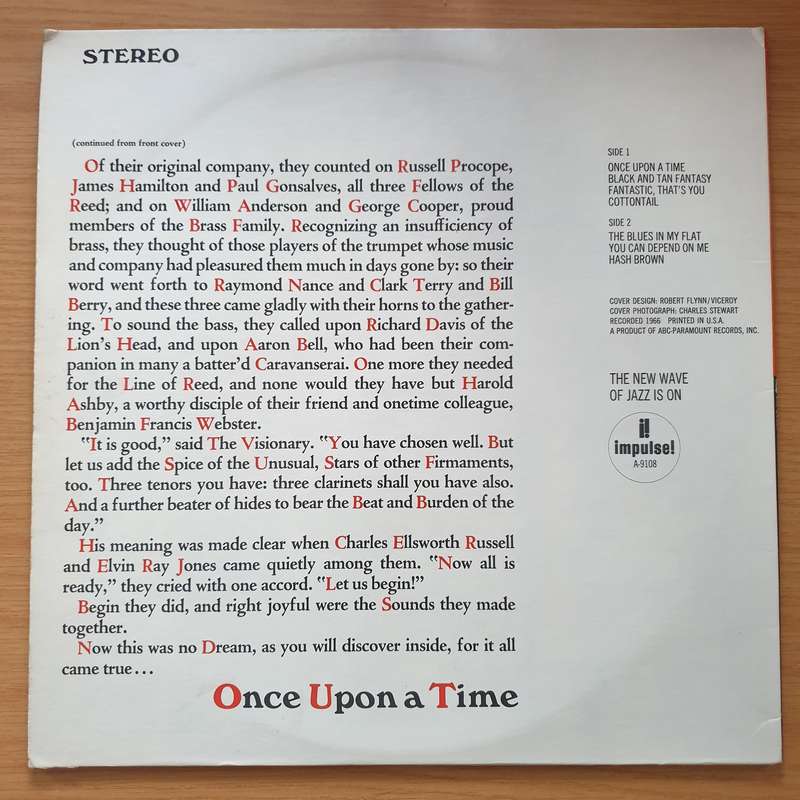 STEREO
(continued from front cover)
Of their original company, they counted on Russell Procope,
James Hamilton and Paul Gonsalves, all three Fellows of the
Reed; and on William Anderson and George Cooper, proud
members of the Brass Family. Recognizing an insufficiency of
brass, they thought of those players of the trumpet whose music
and company had pleasured them much in days gone by: so their
word went forth to Raymond Nance and Clark Terry and Bill
Berry, and these three came gladly with their horns to the gather-
ing. To sound the bass, they called upon Richard Davis of the
Lion's Head, and upon Aaron Bell, who had been their com-
panion in many a batter'd Caravanserai. One more they needed
for the Line of Reed, and none would they have but Harold
Ashby, a worthy disciple of their friend and onetime colleague,
Benjamin Francis Webster.
"It is good," said The Visionary. "You have chosen well. But
let us add the Spice of the Unusual, Stars of other Firmaments,
too. Three tenors you have: three clarinets shall you have also.
And a further beater of hides to bear the Beat and Burden of the
day."
His meaning was made clear when Charles Ellsworth Russell
and Elvin Ray Jones came quietly among them. "Now all is
ready," they cried with one accord. "Let us begin!"
Begin they did, and right joyful were the Sounds they made
together.
Now this was no Dream, as you will discover inside, for it all
came true...
Once Upon a Time
SIDE 1
ONCE UPON A TIME
BLACK AND TAN FANTASY
FANTASTIC, THAT'S YOU
COTTONTAIL
SIDE 2
THE BLUES IN MY FLAT
YOU CAN DEPEND ON ME
HASH BROWN
COVER DESIGN: ROBERT FLYNN/VICEROY
COVER PHOTOGRAPH: CHARLES STEWART
RECORDED 1966 PRINTED IN U.S.A.
A PRODUCT OF ABC-PARAMOUNT RECORDS, INC.
THE NEW WAVE
OF JAZZ IS ON
i!
impulse!
A-9108